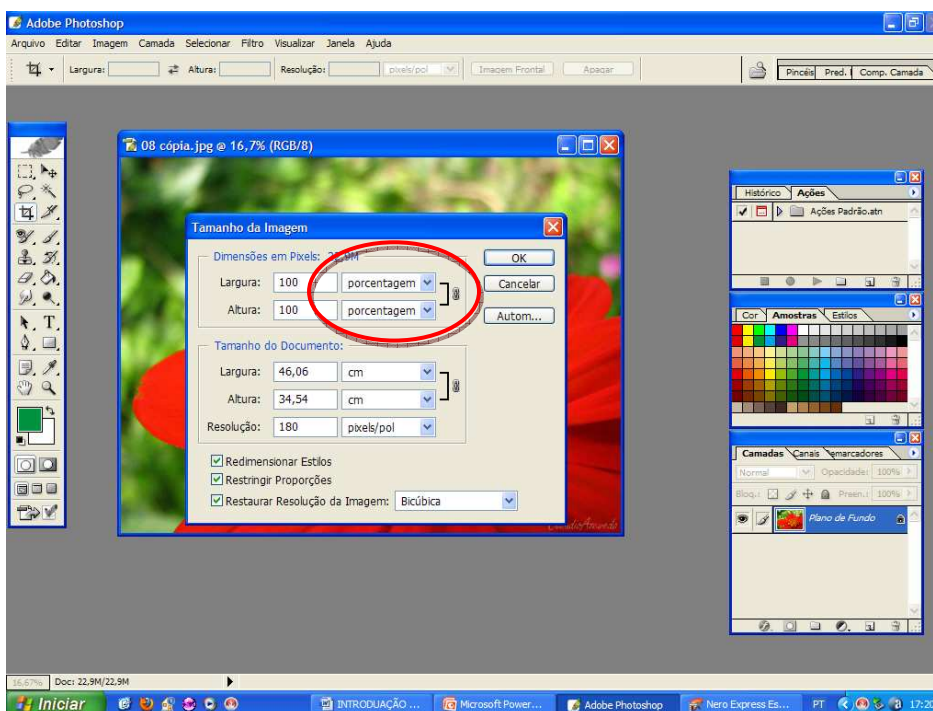 Adobe Photoshop
Arquivo Editar Imagem Camada Selecionar Filtro Visualizar Janela Ajuda
Largura: Altura: Resolução: pixels/pol Imagem Frontal Apagar
Pincéis Pred. Comp. Camada
08 cópia.jpg @ 16,7% (RGB/8)
Tamanho da Imagem
Dimensões em Pixels: 22,9M
Largura: 100 porcentagem
Altura: 100 porcentagem
OK
Cancelar
Autom...
Tamanho do Documento:
Largura: 46,06 cm
Altura: 34,54 cm
Resolução: 180 pixels/pol
Redimensionar Estilos
Restringir Proporções
Restaurar Resolução da Imagem: Bicúbica
Histórico Ações
Ações Padrão.atn
Cor Amostras Estilos
Camadas Canais
Normal Opacidade: 100%
Bloq.: Preen.: 100%
Plano de Fundo
16,67% Doc: 22,9M/22,9M
Iniciar
INTRODUAÇÃO ... Microsoft Power... Adobe Photoshop Nero Express Es... PT 17:20